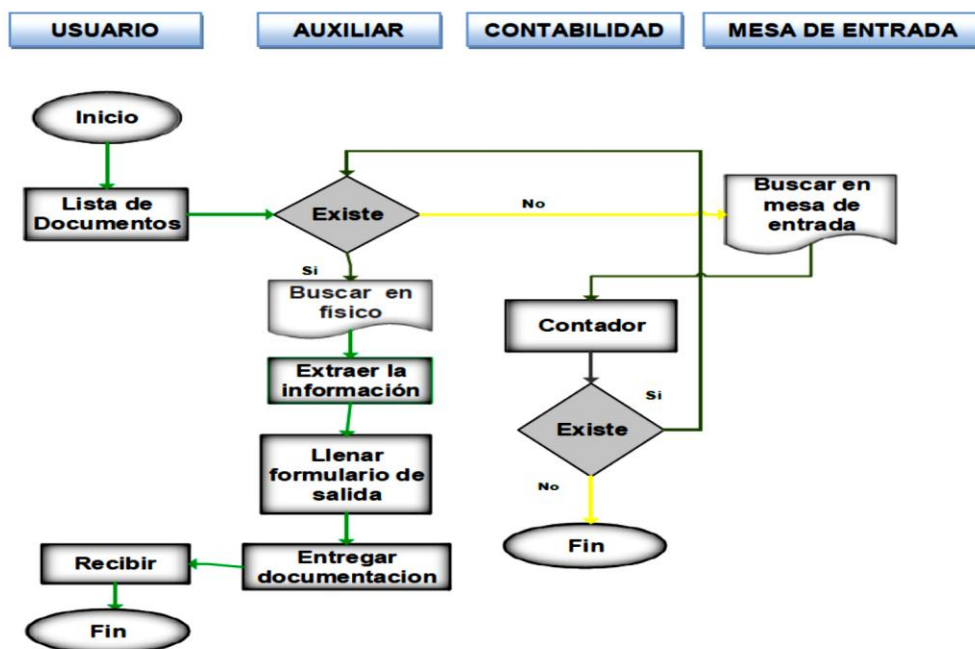 USUARIO
AUXILIAR
CONTABILIDAD
MESA DE ENTRADA
Inicio
Lista de
Documentos
Existe
No
Buscar en
mesa de
entrada
Si
Buscar en
físico
Contador
Extraer la
información
Si
Existe
Llenar
formulario de
salida
No
Fin
Entregar
documentacion
Recibir
Fin